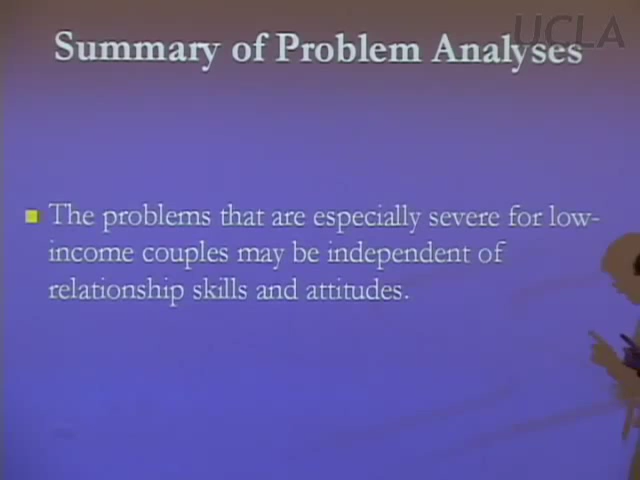 UCLA
Summary of Problem Analyses
The problems that are especially severe for low-
income couples may be independent of
relationship skills and attitudes.